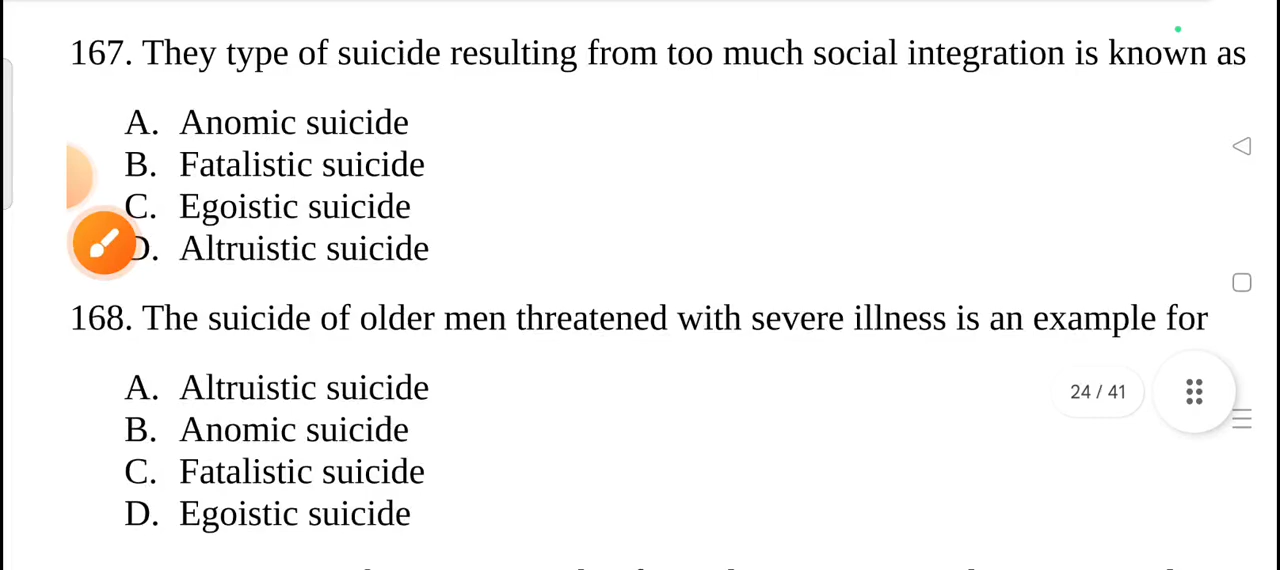 167. They type of suicide resulting from too much social integration is known as
A. Anomic suicide
B. Fatalistic suicide
C. Egoistic suicide
D. Altruistic suicide
168. The suicide of older men threatened with severe illness is an example for
A. Altruistic suicide
24 / 41
B. Anomic suicide
C. Fatalistic suicide
D. Egoistic suicide